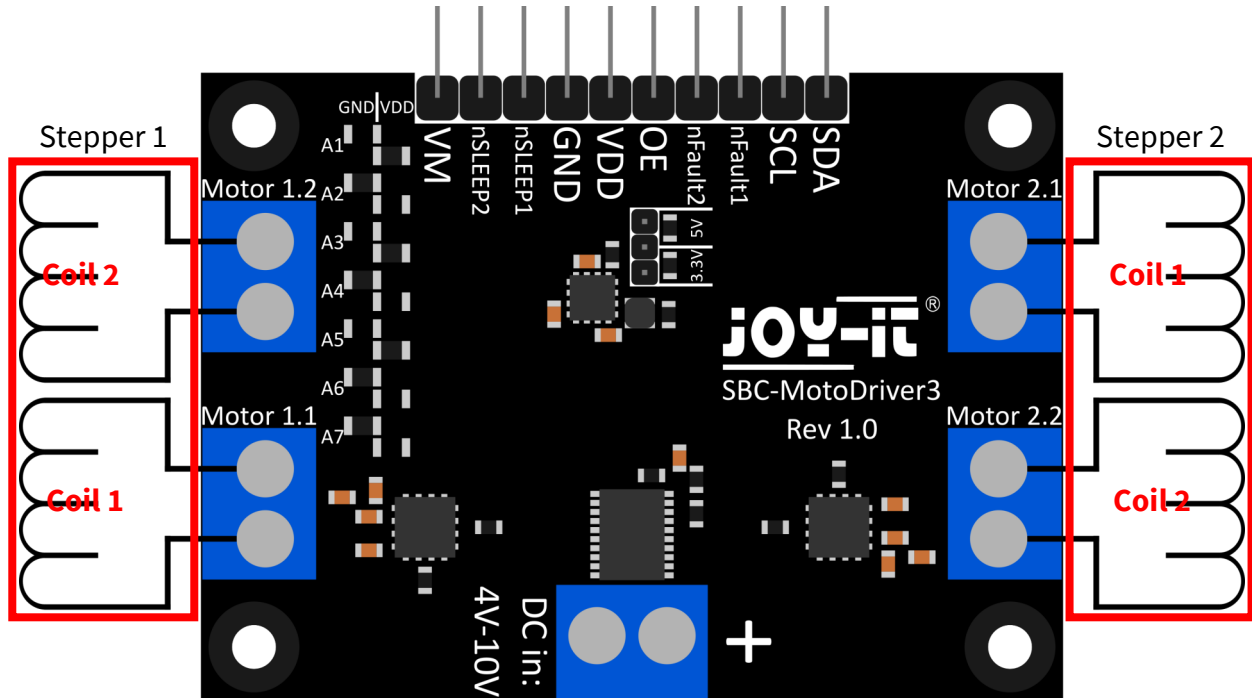 Stepper 1
Stepper 2
GND VDD
VM
nSLEEP2
nSLEEP1
GND
VDD
OE
nFault2
nFault1
SCL
SDA
A1
A2
A3
A4
A5
A6
A7
Motor 1.2
Motor 2.1
5V
3.3V
Coil 2
Coil 1
JOY-iT®
SBC-MotoDriver3
Rev 1.0
Motor 1.1
Motor 2.2
Coil 1
Coil 2
DC in:
4V-10V
+